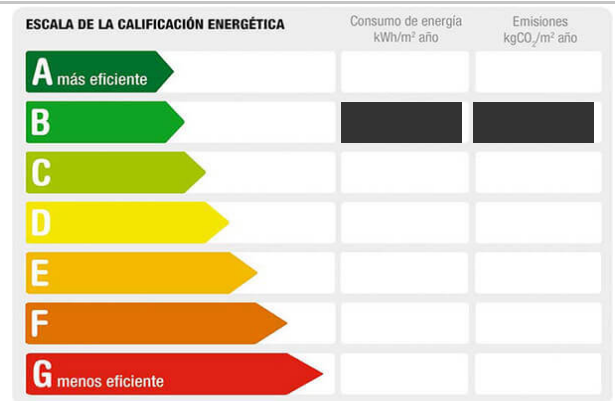 ESCALA DE LA CALIFICACIÓN ENERGÉTICA
Consumo de energía
kWh/m² año
Emisiones
kgCO₂/m² año
A más eficiente
B
C
D
E
F
G menos eficiente